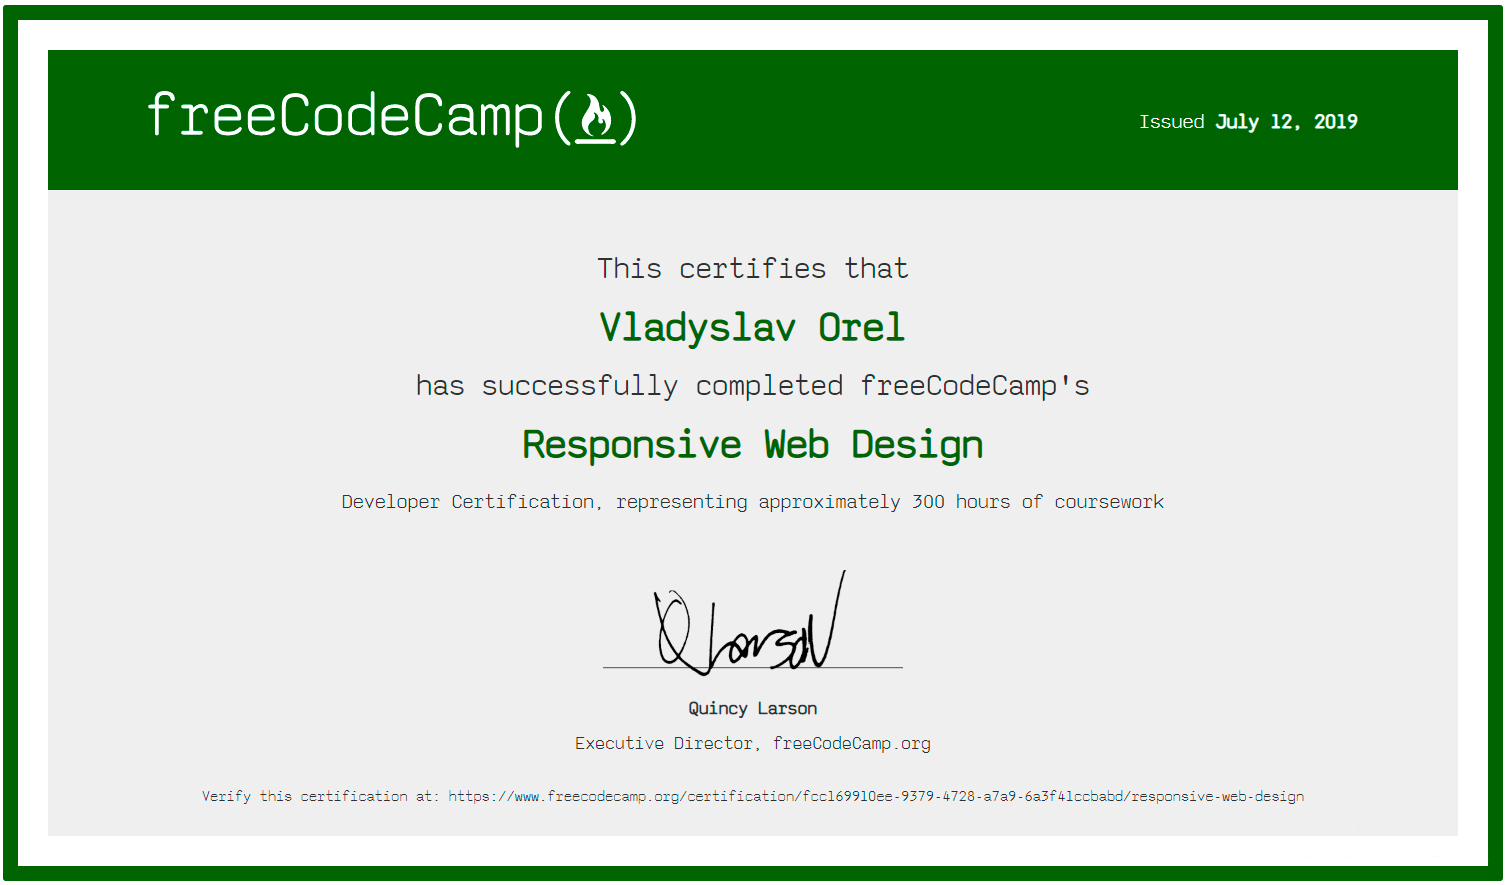 freeCodeCamp(🔥)
Issued July 12, 2019
This certifies that
Vladyslav Orel
has successfully completed freeCodeCamp's
Responsive Web Design
Developer Certification, representing approximately 300 hours of coursework
Q Larson
Quincy Larson
Executive Director, freeCodeCamp.org
Verify this certification at: https://www.freecodecamp.org/certification/fcc169910ee-9379-4728-a7a9-6a3f41ccbabd/responsive-web-design